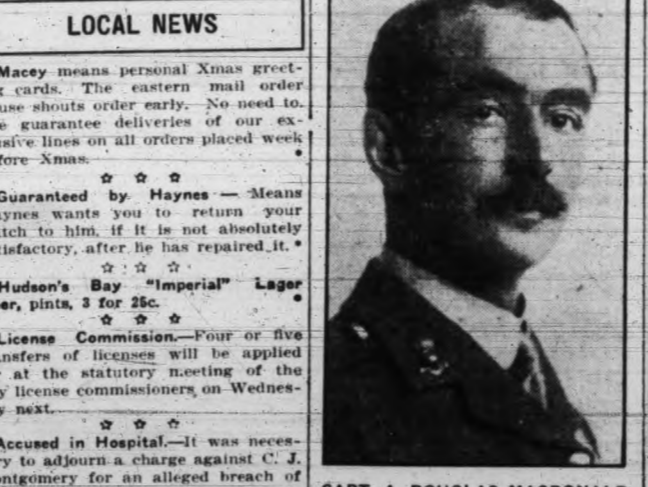 LOCAL NEWS
Macey means personal Xmas greet-
cards. The eastern mail order
use shouts order early. No need to.
e guarantee deliveries of our ex-
sive lines on all orders placed week
fore Xmas. *
☆ ☆ ☆
Guaranteed by Haynes — Means
aynes wants you to return your
tch to him, if it is not absolutely
tisfactory, after he has repaired it. *
☆ ☆ ☆
Hudson's Bay "Imperial" Lager
er, pints, 3 for 25c. *
☆ ☆ ☆
License Commission.—Four or five
ansfers of licenses will be applied
at the statutory meeting of the
y license commissioners on Wednes-
y next.
☆ ☆ ☆
Accused in Hospital.—It was neces-
ry to adjourn a charge against C. J.
ontgomery for an alleged breach of